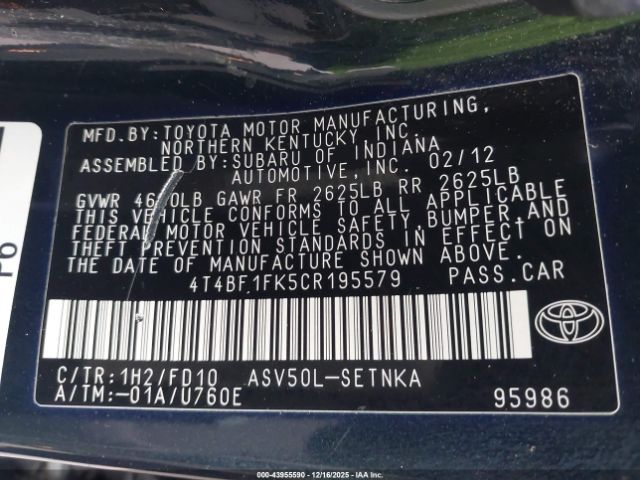 MFD.BY:TOYOTA MOTOR MANUFACTURING,
NORTHERN KENTUCKY INC.
ASSEMBLED BY:SUBARU OF INDIANA
AUTOMOTIVE,INC. 02/12
GVWR GAWR FR 2625LB RR 2625LB
THIS VEHICLE CONFORMS TO ALL APPLICABLE
FEDERAL MOTOR VEHICLE SAFETY,BUMPER,AND
THEFT PREVENTION STANDARDS IN EFFECT ON
THE DATE OF MANUFACTURE SHOWN ABOVE.
4T4BF1FK5CR195579 PASS.CAR
C/TR:1H2/FD10 ASV50L-SETNKA
A/TM:-01A/U760E 95986
000-43955590 - 12/16/2025 - IAA Inc.